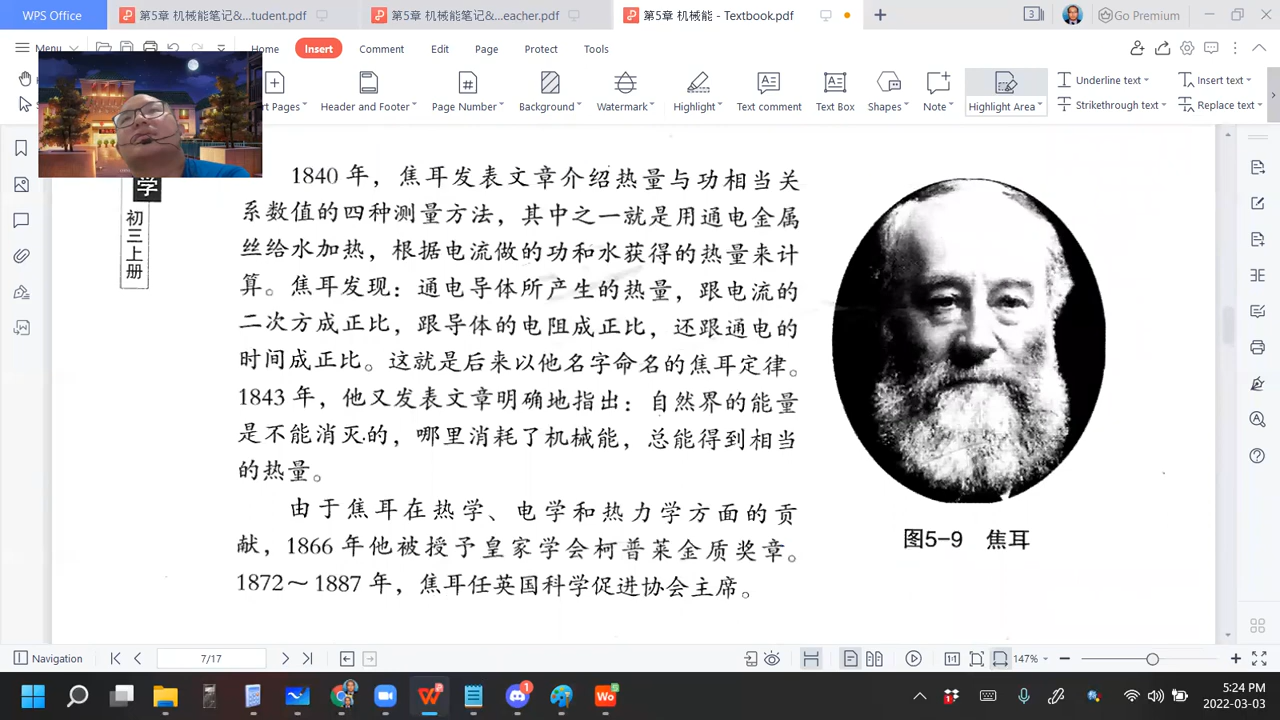 WPS Office
第5章 机械能笔记&...tudent.pdf
第5章 机械能笔记&...eacher.pdf
第5章 机械能 - Textbook.pdf
3
Go Premium
Menu
Home
Insert
Comment
Edit
Page
Protect
Tools
rt Pages
Header and Footer
Page Number
Background
Watermark
Highlight
Text comment
Text Box
Shapes
Note
Highlight Area
Underline text
Insert text
Strikethrough text
Replace text
学
初三上册
1840 年，焦耳发表文章介绍热量与功相当关
系数值的四种测量方法，其中之一就是用通电金属
丝给水加热，根据电流做的功和水获得的热量来计
算。焦耳发现：通电导体所产生的热量，跟电流的
二次方成正比，跟导体的电阻成正比，还跟通电的
时间成正比。这就是后来以他名字命名的焦耳定律。
1843 年，他又发表文章明确地指出：自然界的能量
是不能消灭的，哪里消耗了机械能，总能得到相当
的热量。
由于焦耳在热学、电学和热力学方面的贡
献，1866 年他被授予皇家学会柯普莱金质奖章。
1872～1887 年，焦耳任英国科学促进协会主席。
图5-9 焦耳
Navigation
7/17
1:1
147%
W
1
Wo
5:24 PM
2022-03-03